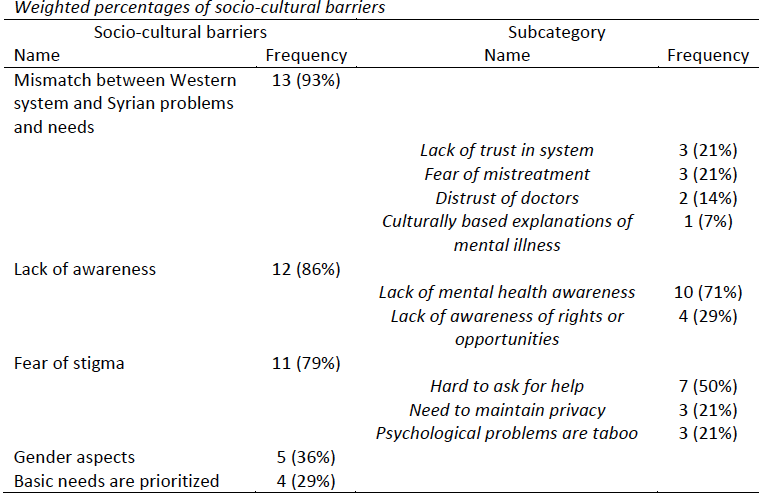 Weighted percentages of socio-cultural barriers
Socio-cultural barriers Subcategory
Name Frequency Name Frequency
Mismatch between Western 13 (93%)
system and Syrian problems
and needs
Lack of trust in system 3 (21%)
Fear of mistreatment 3 (21%)
Distrust of doctors 2 (14%)
Culturally based explanations of 1 (7%)
mental illness
Lack of awareness 12 (86%)
Lack of mental health awareness 10 (71%)
Lack of awareness of rights or 4 (29%)
opportunities
Fear of stigma 11 (79%)
Hard to ask for help 7 (50%)
Need to maintain privacy 3 (21%)
Psychological problems are taboo 3 (21%)
Gender aspects 5 (36%)
Basic needs are prioritized 4 (29%)